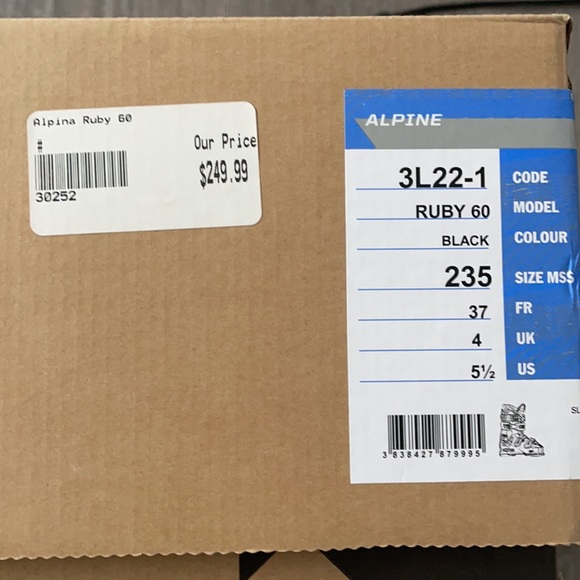 Alpina Ruby 60
#
Our Price
$249.99
30252
ALPINE
3L22-1 CODE
RUBY 60 MODEL
BLACK COLOUR
235 SIZE MSS
37 FR
4 UK
5½ US
3 838427 879995
SL